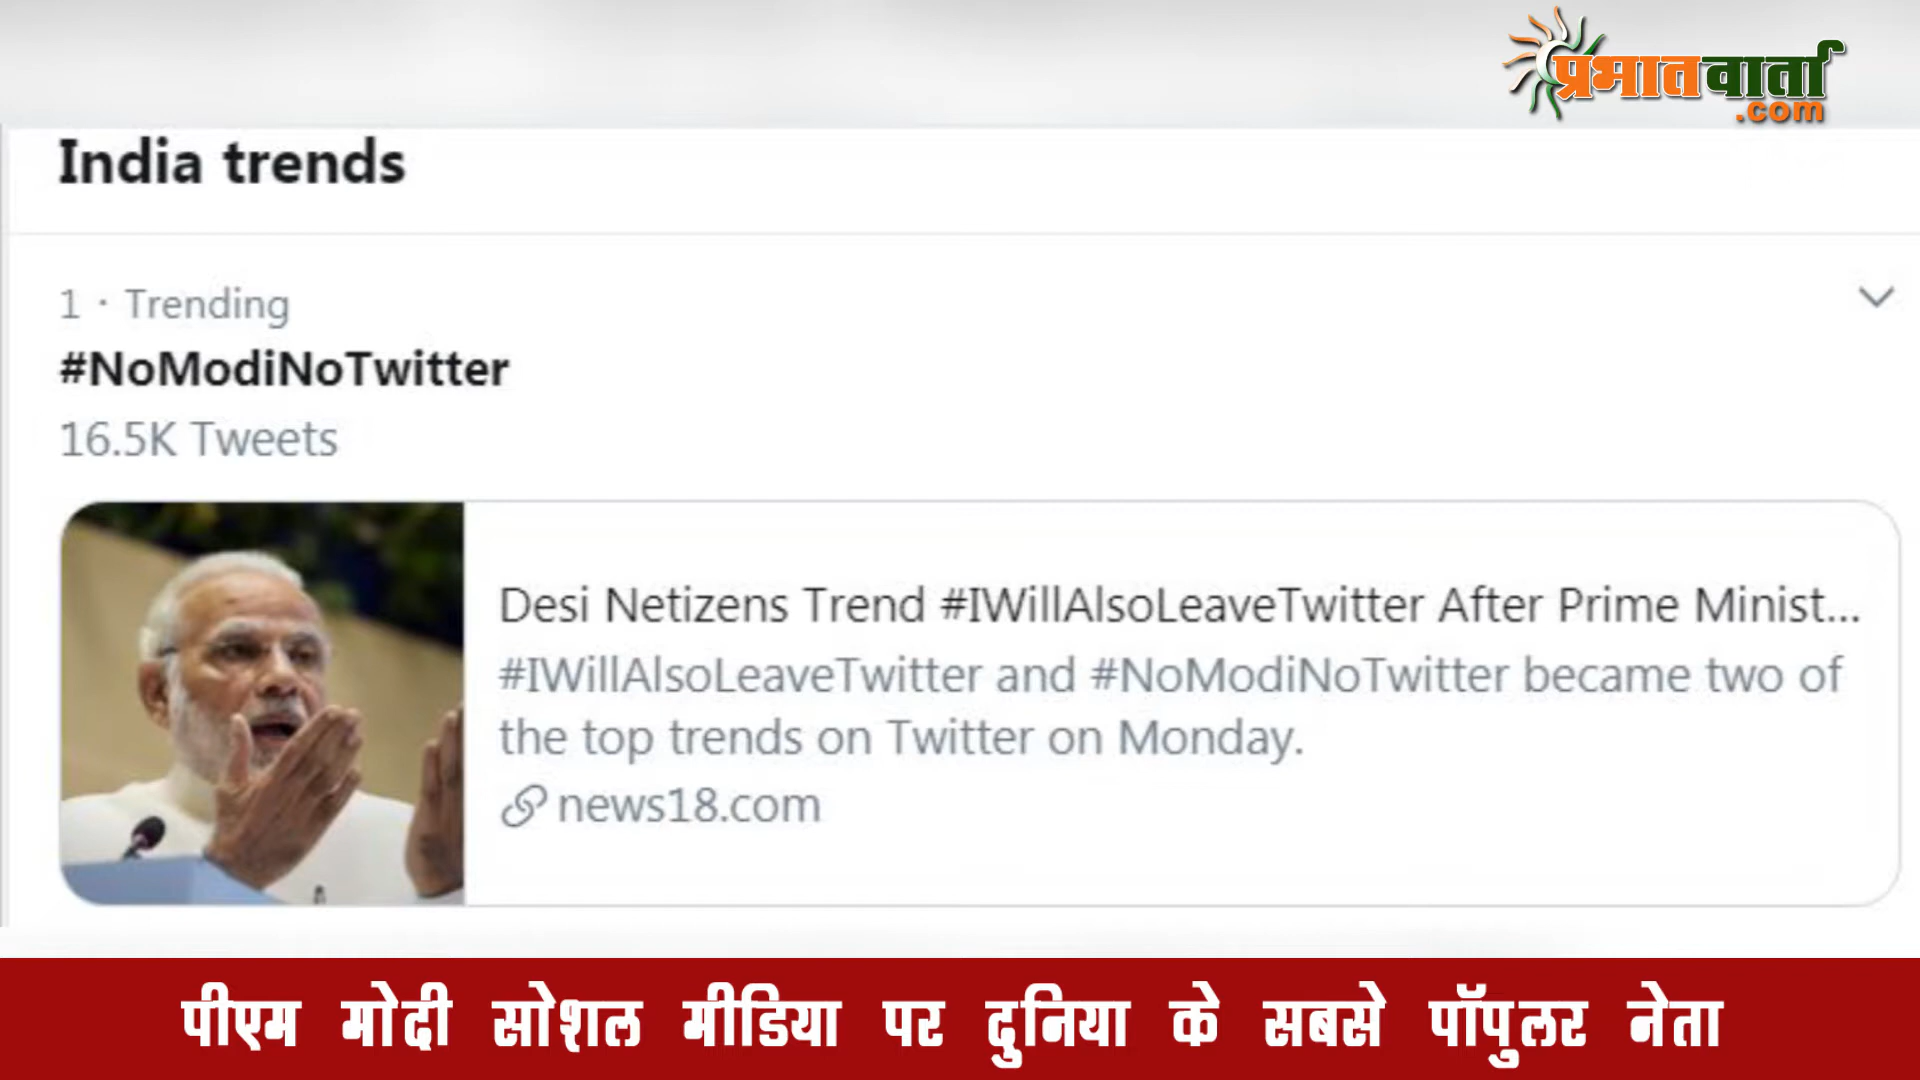 प्रभातवार्ता
.com
India trends
1 · Trending
#NoModiNoTwitter
16.5K Tweets
Desi Netizens Trend #IWillAlsoLeaveTwitter After Prime Minist...
#IWillAlsoLeaveTwitter and #NoModiNoTwitter became two of
the top trends on Twitter on Monday.
news18.com
पीएम मोदी सोशल मीडिया पर दुनिया के सबसे पॉपुलर नेता